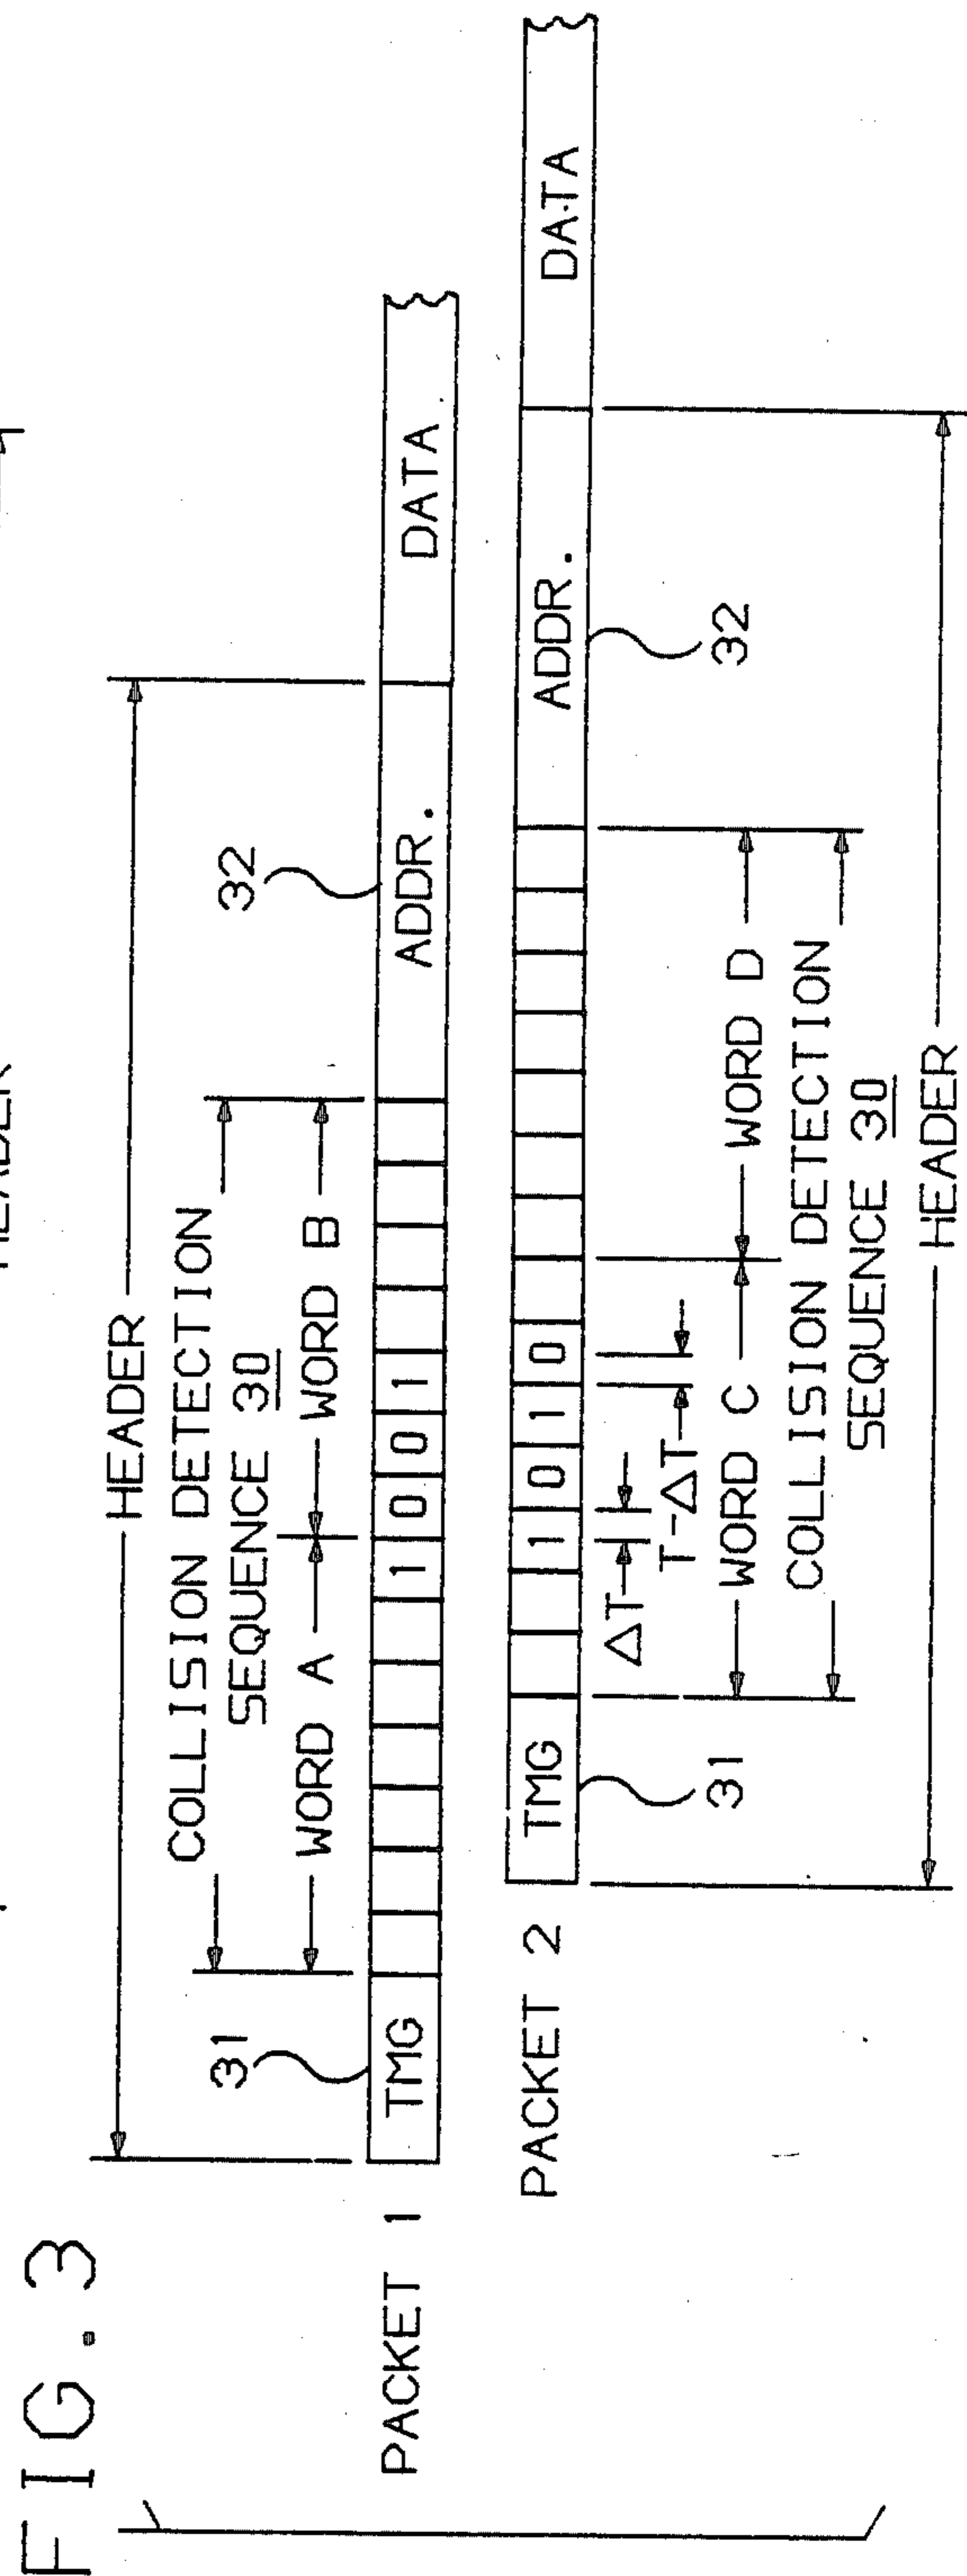 HEADER
FIG. 3
HEADER
COLLISION DETECTION
SEQUENCE 30
WORD A WORD B
31 32
PACKET 1 TMG 1 0 0 1 ADDR. DATA
PACKET 2 TMG 1 0 1 0 ADDR. DATA
31 32
ΔT
T-ΔT
WORD C WORD D
COLLISION DETECTION
SEQUENCE 30
HEADER